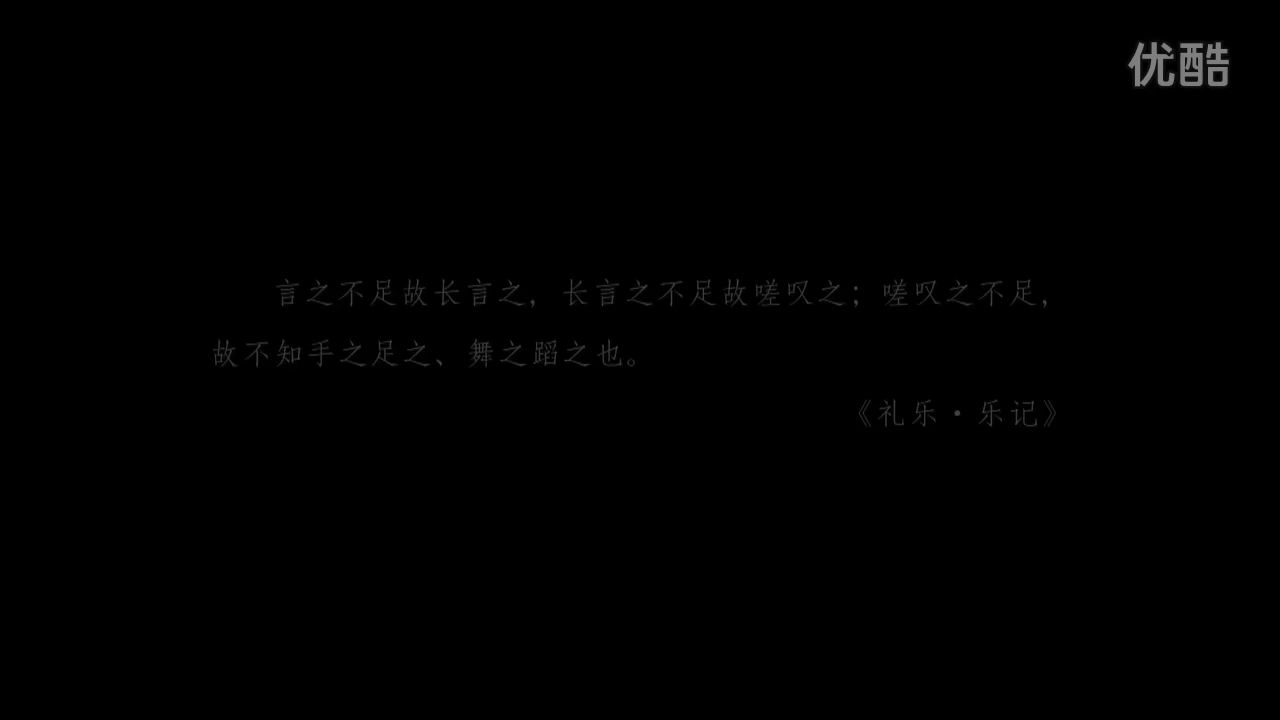 优酷
言之不足故长言之，长言之不足故嗟叹之；嗟叹之不足，
故不知手之足之、舞之蹈之也。
《礼乐·乐记》